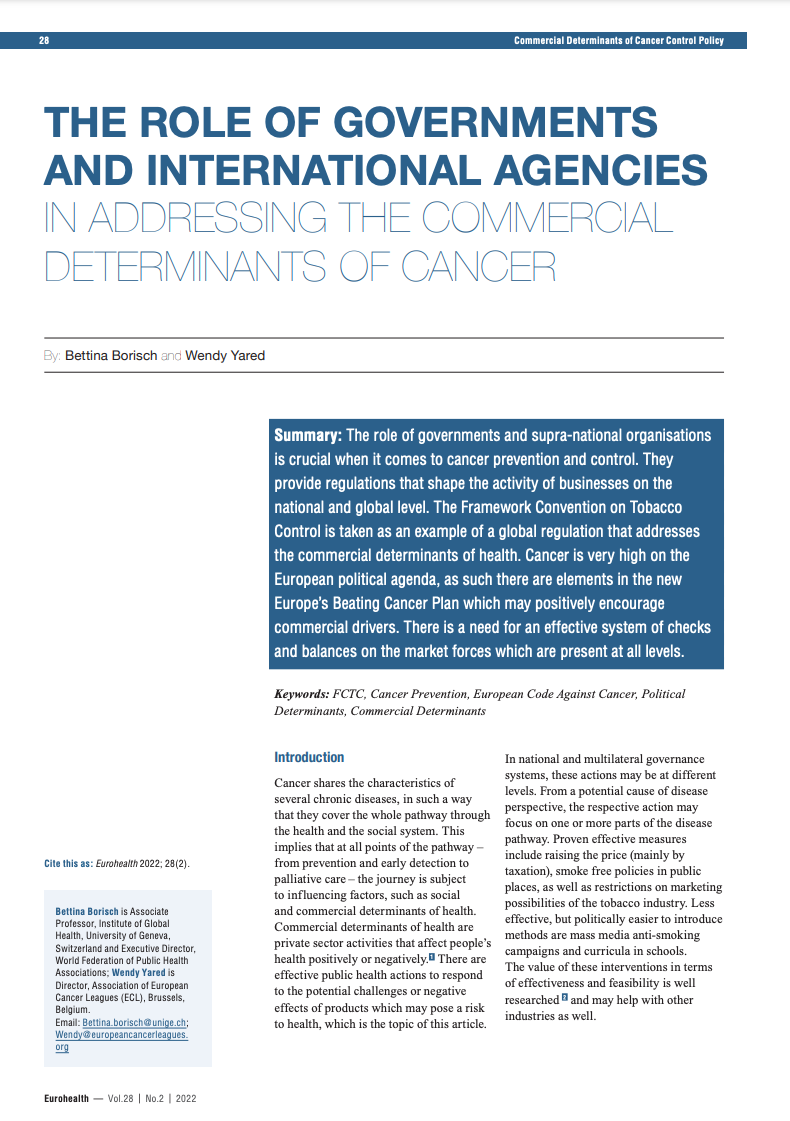 28
Commercial Determinants of Cancer Control Policy
THE ROLE OF GOVERNMENTS
AND INTERNATIONAL AGENCIES
IN ADDRESSING THE COMMERCIAL
DETERMINANTS OF CANCER
By: Bettina Borisch and Wendy Yared
Summary: The role of governments and supra-national organisations
is crucial when it comes to cancer prevention and control. They
provide regulations that shape the activity of businesses on the
national and global level. The Framework Convention on Tobacco
Control is taken as an example of a global regulation that addresses
the commercial determinants of health. Cancer is very high on the
European political agenda, as such there are elements in the new
Europe's Beating Cancer Plan which may positively encourage
commercial drivers. There is a need for an effective system of checks
and balances on the market forces which are present at all levels.
Keywords: FCTC, Cancer Prevention, European Code Against Cancer, Political
Determinants, Commercial Determinants
Introduction
Cancer shares the characteristics of
several chronic diseases, in such a way
that they cover the whole pathway through
the health and the social system. This
implies that at all points of the pathway –
from prevention and early detection to
palliative care – the journey is subject
to influencing factors, such as social
and commercial determinants of health.
Commercial determinants of health are
private sector activities that affect people's
health positively or negatively.1 There are
effective public health actions to respond
to the potential challenges or negative
effects of products which may pose a risk
to health, which is the topic of this article.
In national and multilateral governance
systems, these actions may be at different
levels. From a potential cause of disease
perspective, the respective action may
focus on one or more parts of the disease
pathway. Proven effective measures
include raising the price (mainly by
taxation), smoke free policies in public
places, as well as restrictions on marketing
possibilities of the tobacco industry. Less
effective, but politically easier to introduce
methods are mass media anti-smoking
campaigns and curricula in schools.
The value of these interventions in terms
of effectiveness and feasibility is well
researched 2 and may help with other
industries as well.
Cite this as: Eurohealth 2022; 28(2).
Bettina Borisch is Associate
Professor, Institute of Global
Health, University of Geneva,
Switzerland and Executive Director,
World Federation of Public Health
Associations; Wendy Yared is
Director, Association of European
Cancer Leagues (ECL), Brussels,
Belgium.
Email: Bettina.borisch@unige.ch;
Wendy@europeancancerleagues.
org
Eurohealth — Vol.28 | No.2 | 2022